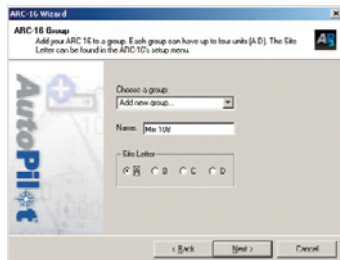 ARC-16 Wizard
ARC-16 Group
Add your ARC 16 to a group. Each group can have up to four units (A-D). The Site
Letter can be found in the ARC-16's setup menu.
AutoPilot
Choose a group:
Add new group...
Name:
Site Letter
A B C D
< Back Next > Cancel